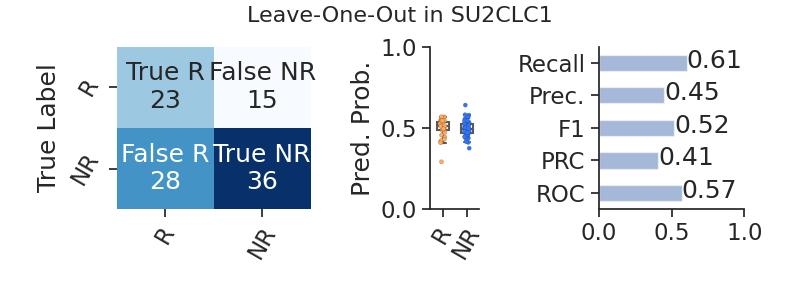 Leave-One-Out in SU2CLC1
True Label
R
NR
True R
23
False NR
15
False R
28
True NR
36
R
NR
Pred. Prob.
1.0
0.5
0.0
R
NR
Recall
Prec.
F1
PRC
ROC
0.61
0.45
0.52
0.41
0.57
0.0
0.5
1.0